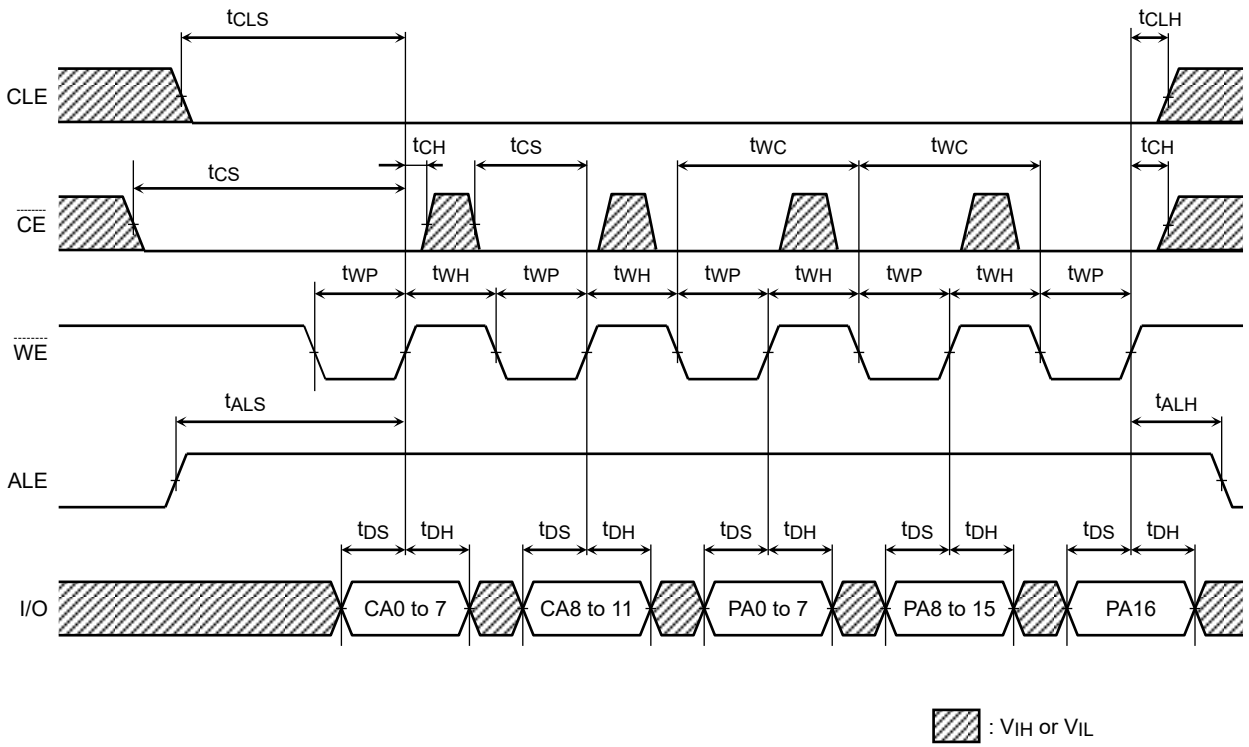 tCLS tCLH
CLE
tCH tCS tWC tWC tCH
tCS
CE
tWP tWH tWP tWH tWP tWH tWP tWH tWP
WE
tALS tALH
ALE
tDS tDH tDS tDH tDS tDH tDS tDH tDS tDH
I/O CA0 to 7 CA8 to 11 PA0 to 7 PA8 to 15 PA16
: VIH or VIL